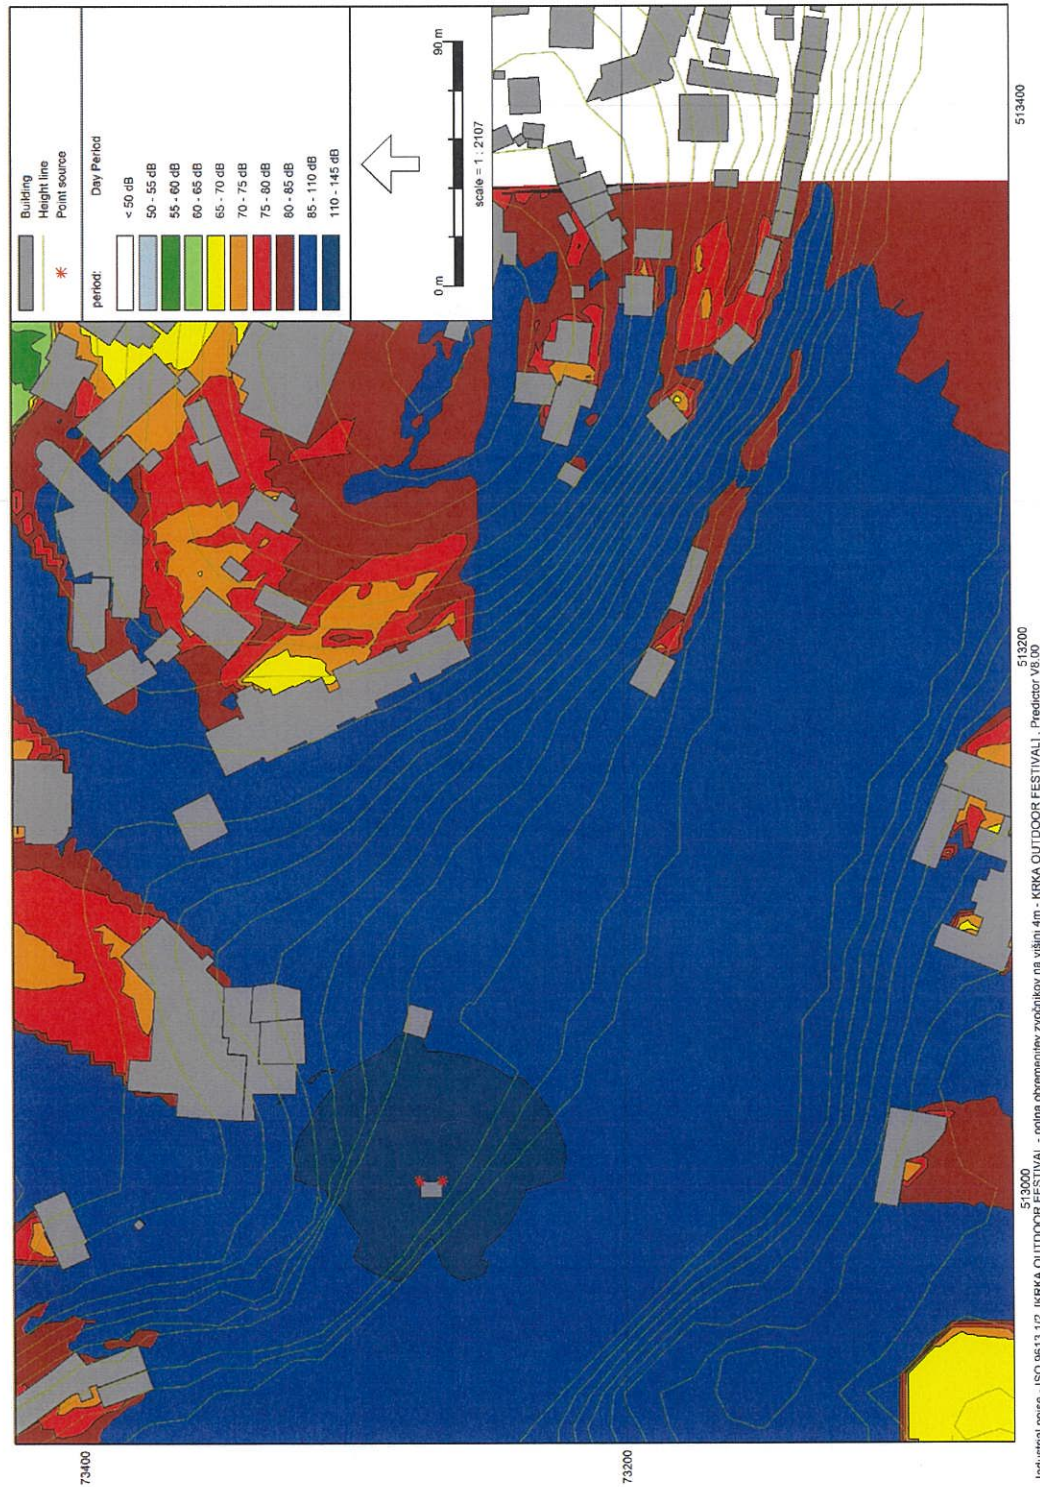 Building
Height line
Point source
period:
Day Period
< 50 dB
50 - 55 dB
55 - 60 dB
60 - 65 dB
65 - 70 dB
70 - 75 dB
75 - 80 dB
80 - 85 dB
85 - 110 dB
110 - 145 dB
0 m
90 m
scale = 1 : 2107
73400
73200
513000
513200
513400
Industrial noise - ISO 9613.1/2, [KRKA OUTDOOR FESTIVAL - polna obremenitev zvočnikov na višini 4m - KRKA OUTDOOR FESTIVAL] , Predictor V8.00